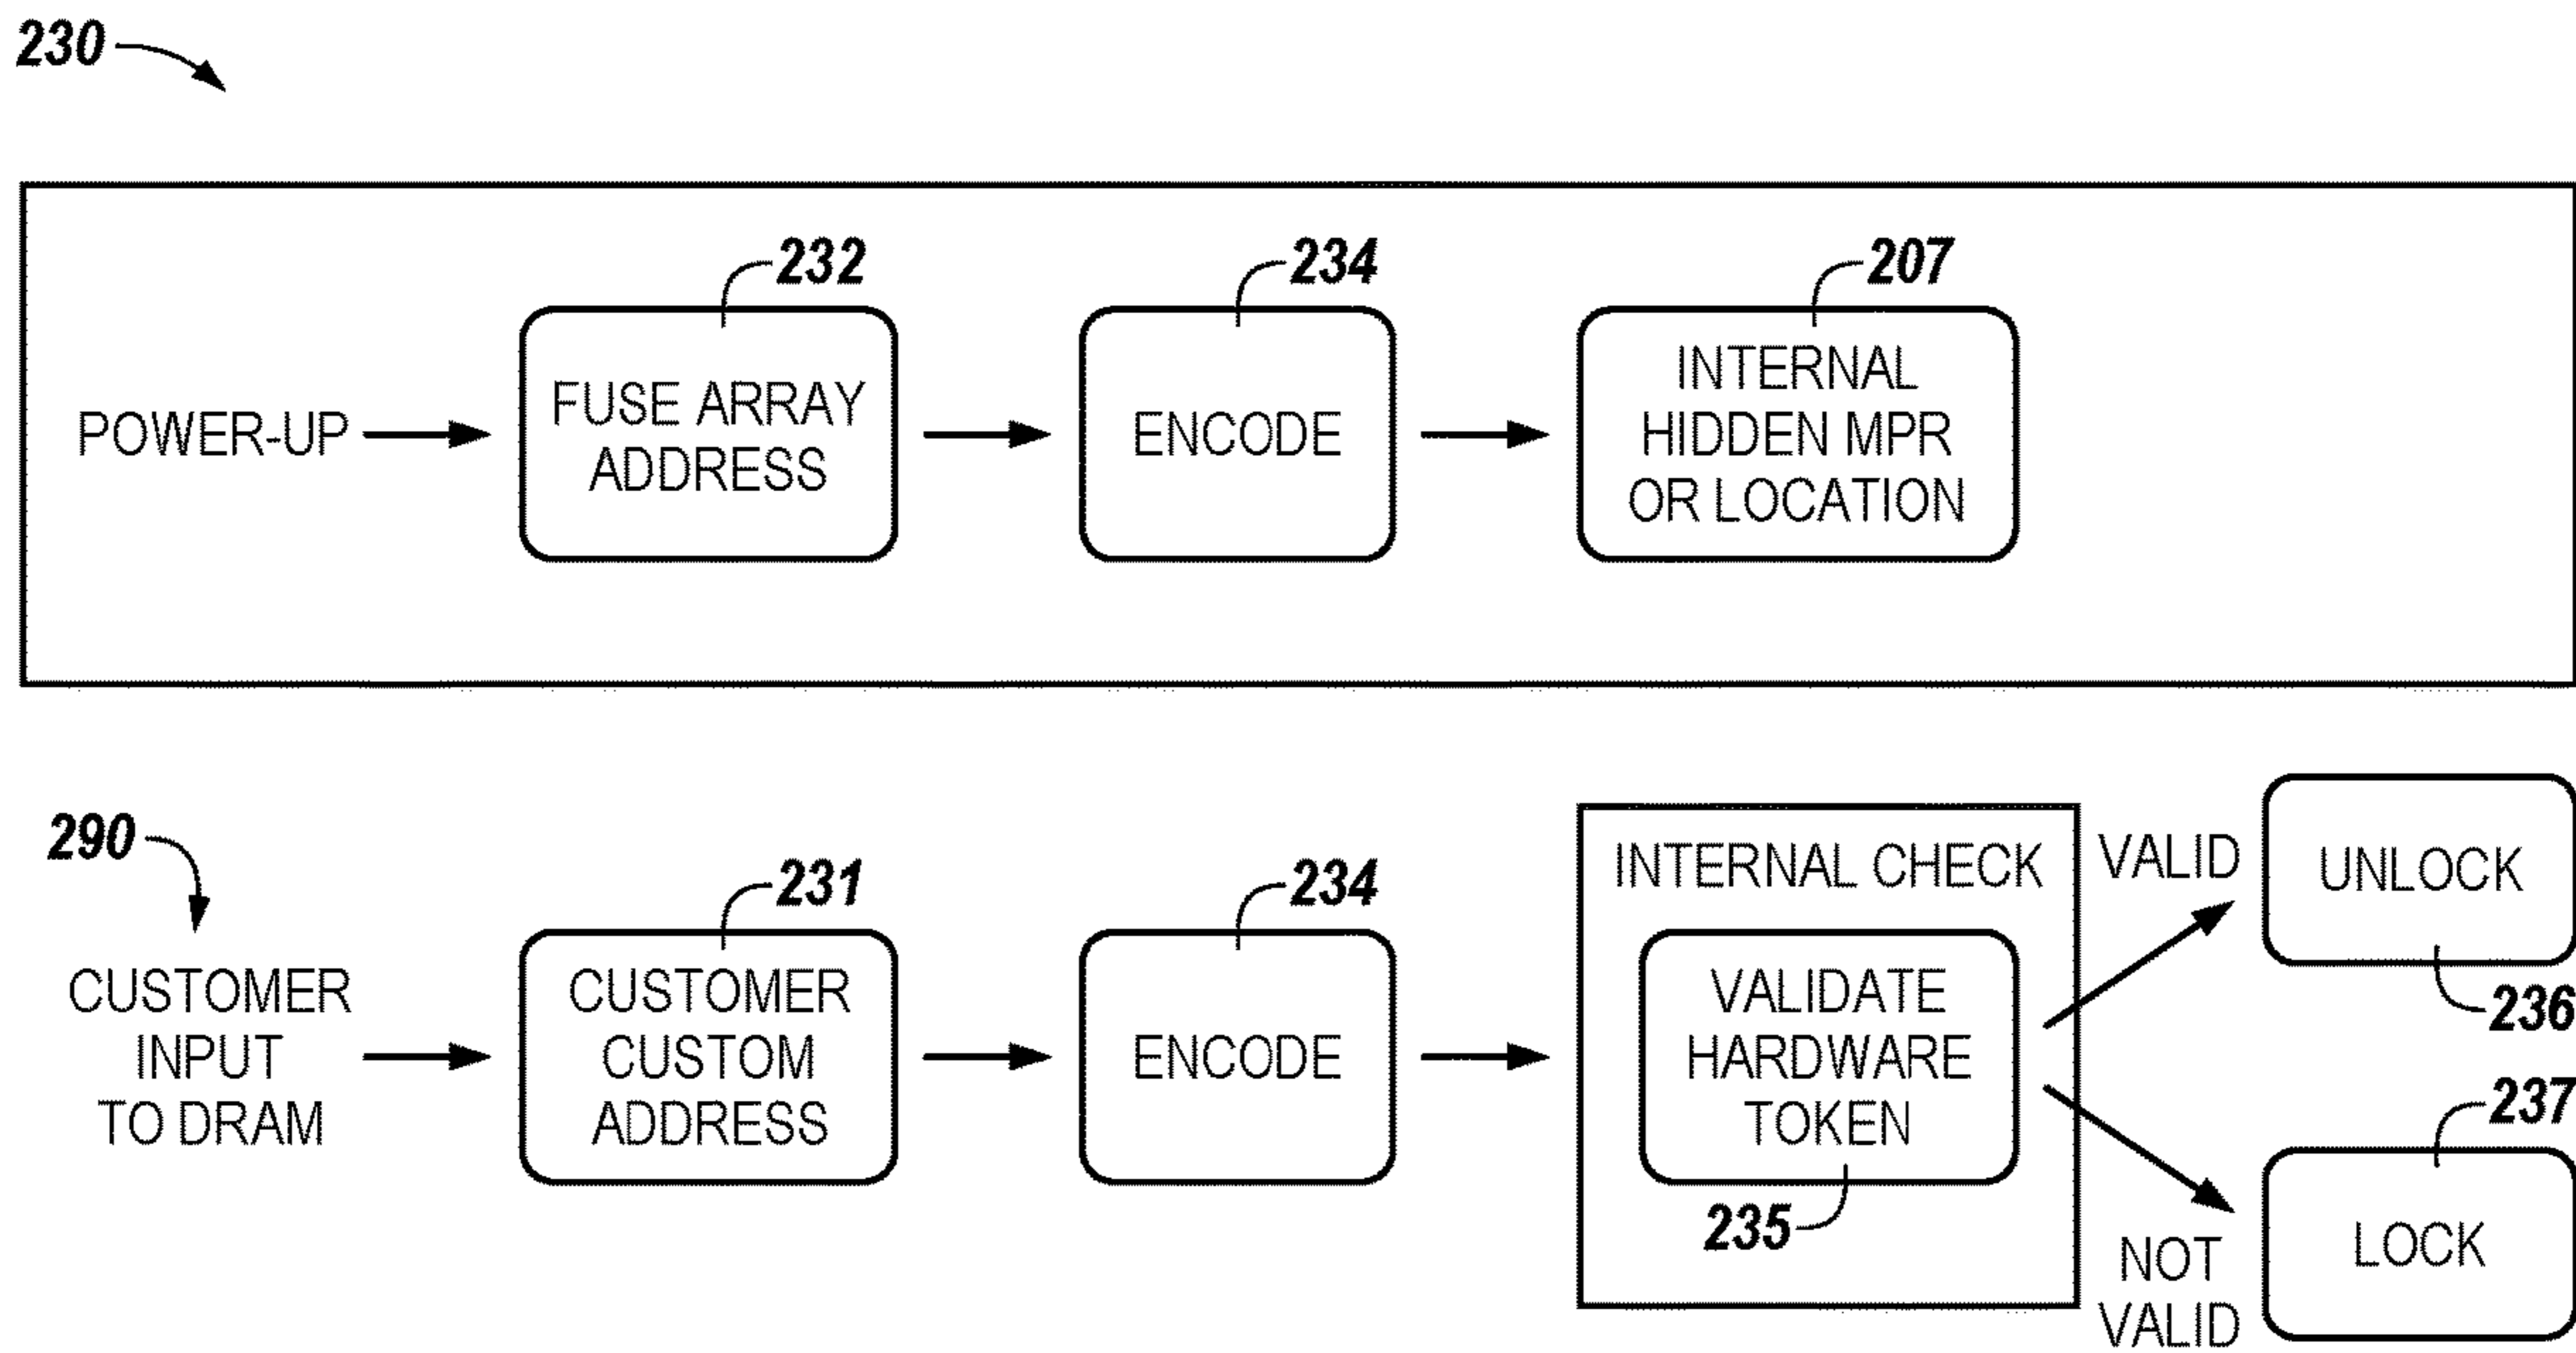 230
232
234
207
POWER-UP
FUSE ARRAY
ADDRESS
ENCODE
INTERNAL
HIDDEN MPR
OR LOCATION
290
CUSTOMER
INPUT
TO DRAM
231
CUSTOMER
CUSTOM
ADDRESS
234
ENCODE
INTERNAL CHECK
VALIDATE
HARDWARE
TOKEN
235
VALID
UNLOCK
236
NOT
VALID
237
LOCK